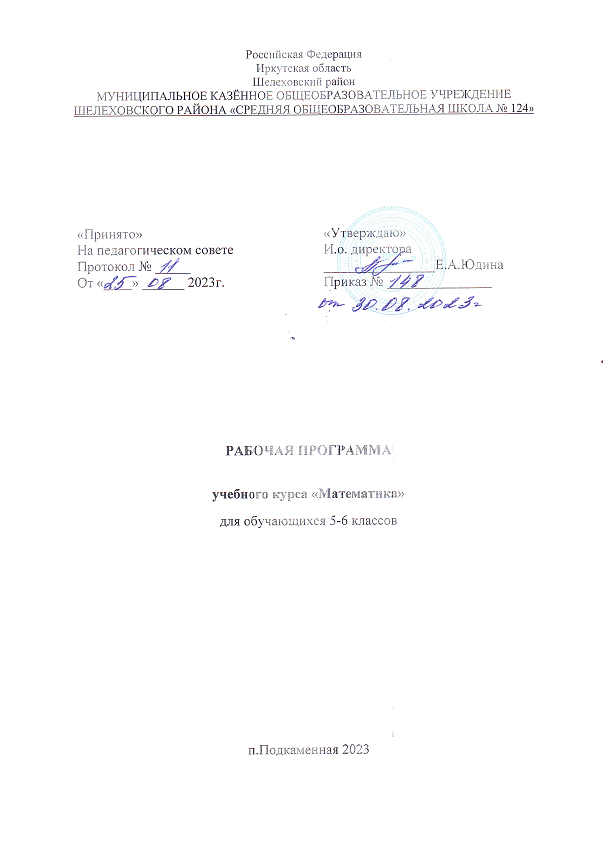 Российская Федерация
Иркутская область
Шелеховский район
МУНИЦИПАЛЬНОЕ КАЗЁННОЕ ОБЩЕОБРАЗОВАТЕЛЬНОЕ УЧРЕЖДЕНИЕ
ШЕЛЕХОВСКОГО РАЙОНА «СРЕДНЯЯ ОБЩЕОБРАЗОВАТЕЛЬНАЯ ШКОЛА № 124»
«Принято»
На педагогическом совете
Протокол № 11
От «25» 08 2023г.
«Утверждаю»
И.о. директора
Е.А.Юдина
Приказ № 148
от 30.08.2023г
РАБОЧАЯ ПРОГРАММА
учебного курса «Математика»
для обучающихся 5-6 классов
п.Подкаменная 2023